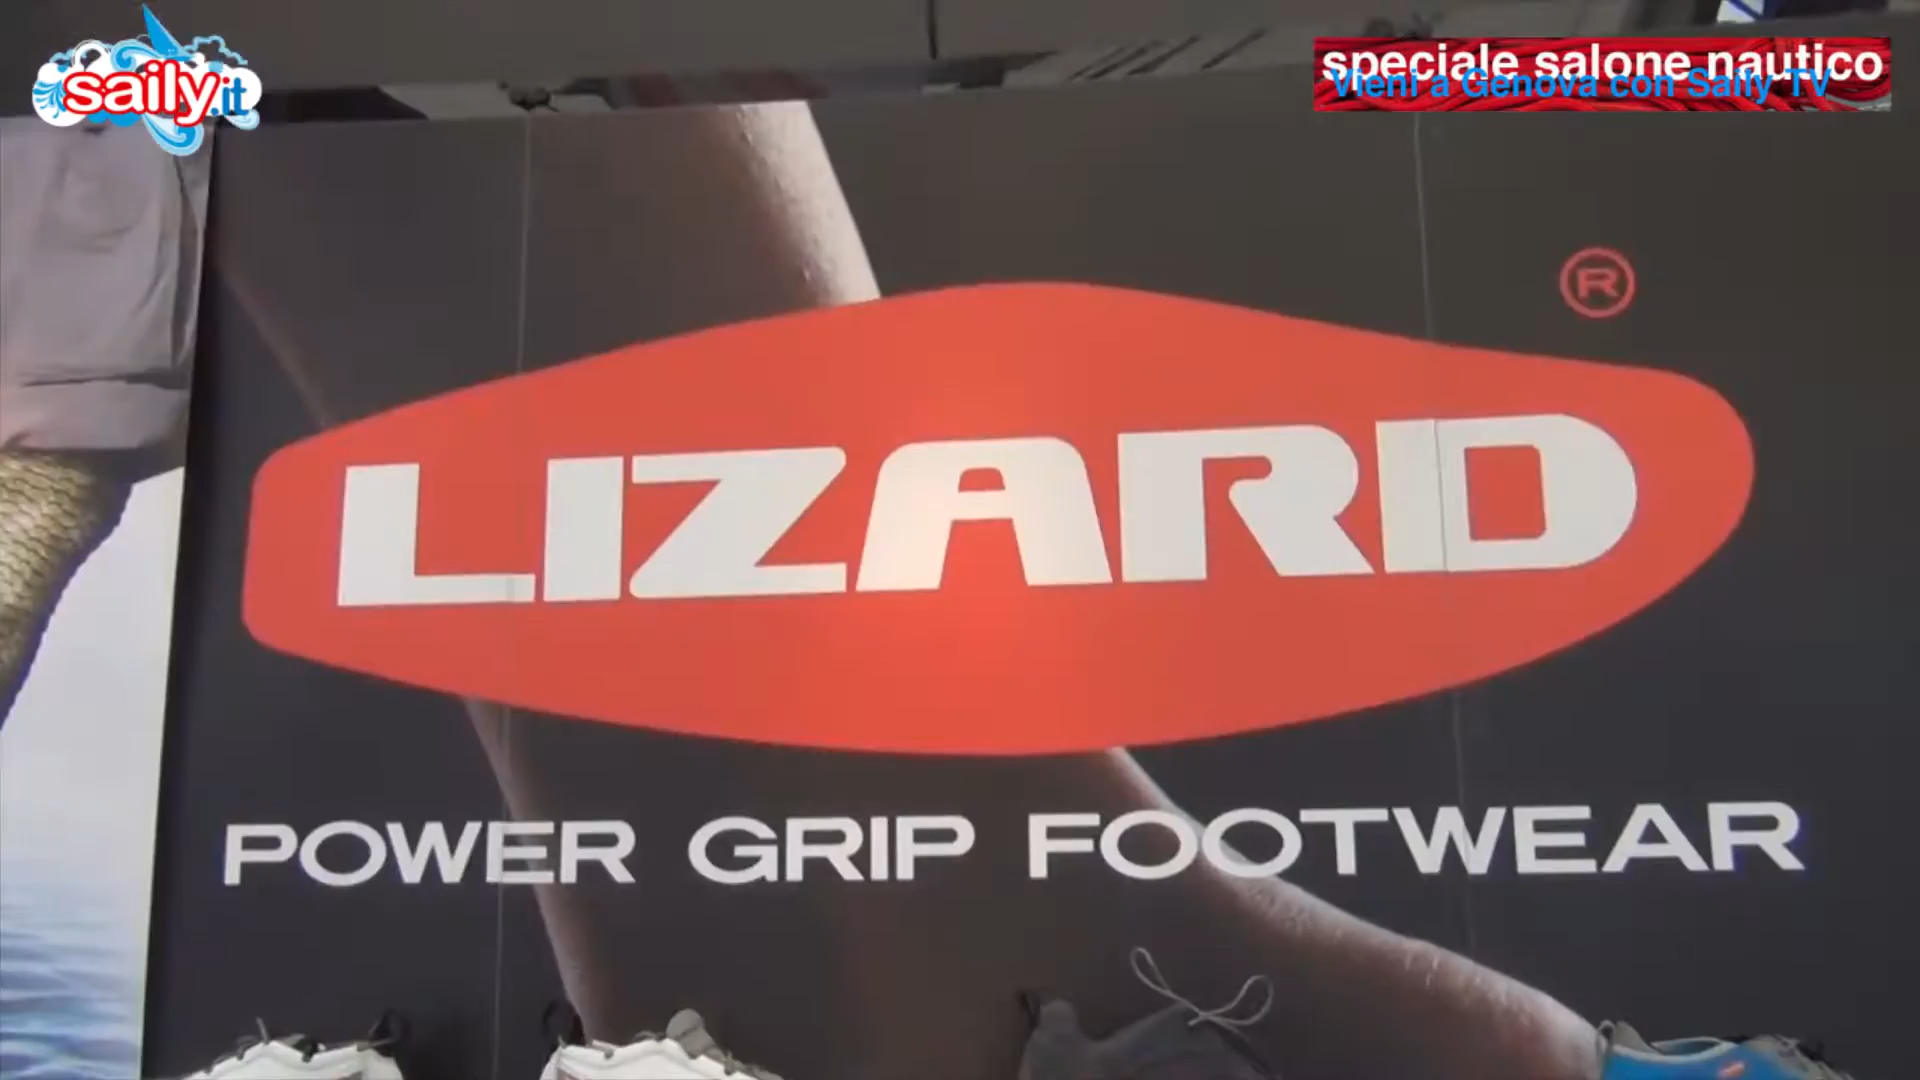 saily.it
speciale salone nautico
Vieni a Genova con Saily TV
®
LIZARD
POWER GRIP FOOTWEAR